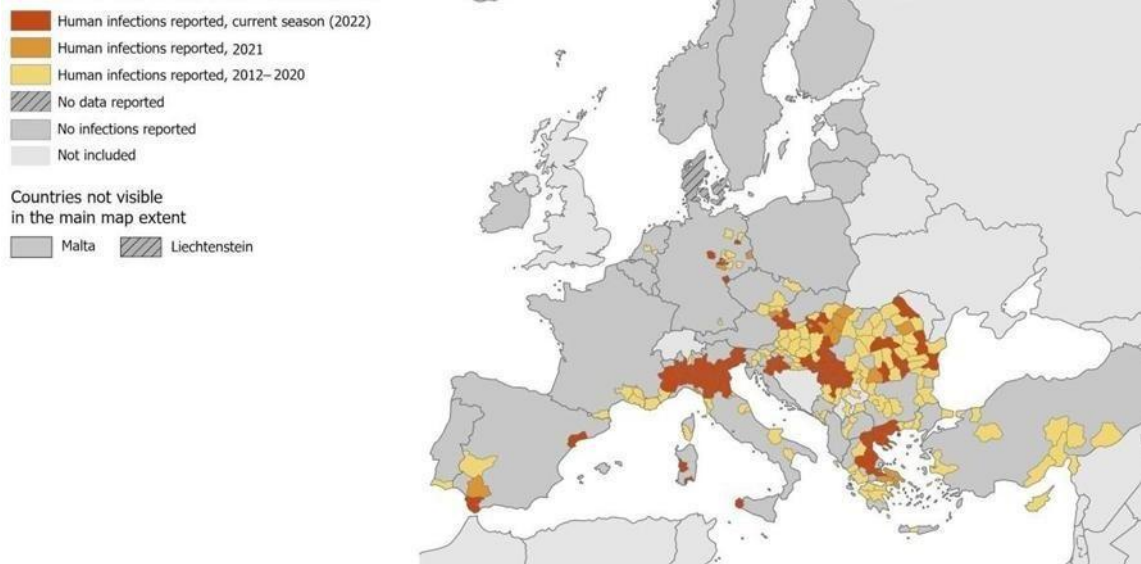 Human infections reported, current season (2022)
Human infections reported, 2021
Human infections reported, 2012–2020
No data reported
No infections reported
Not included
Countries not visible
in the main map extent
Malta
Liechtenstein